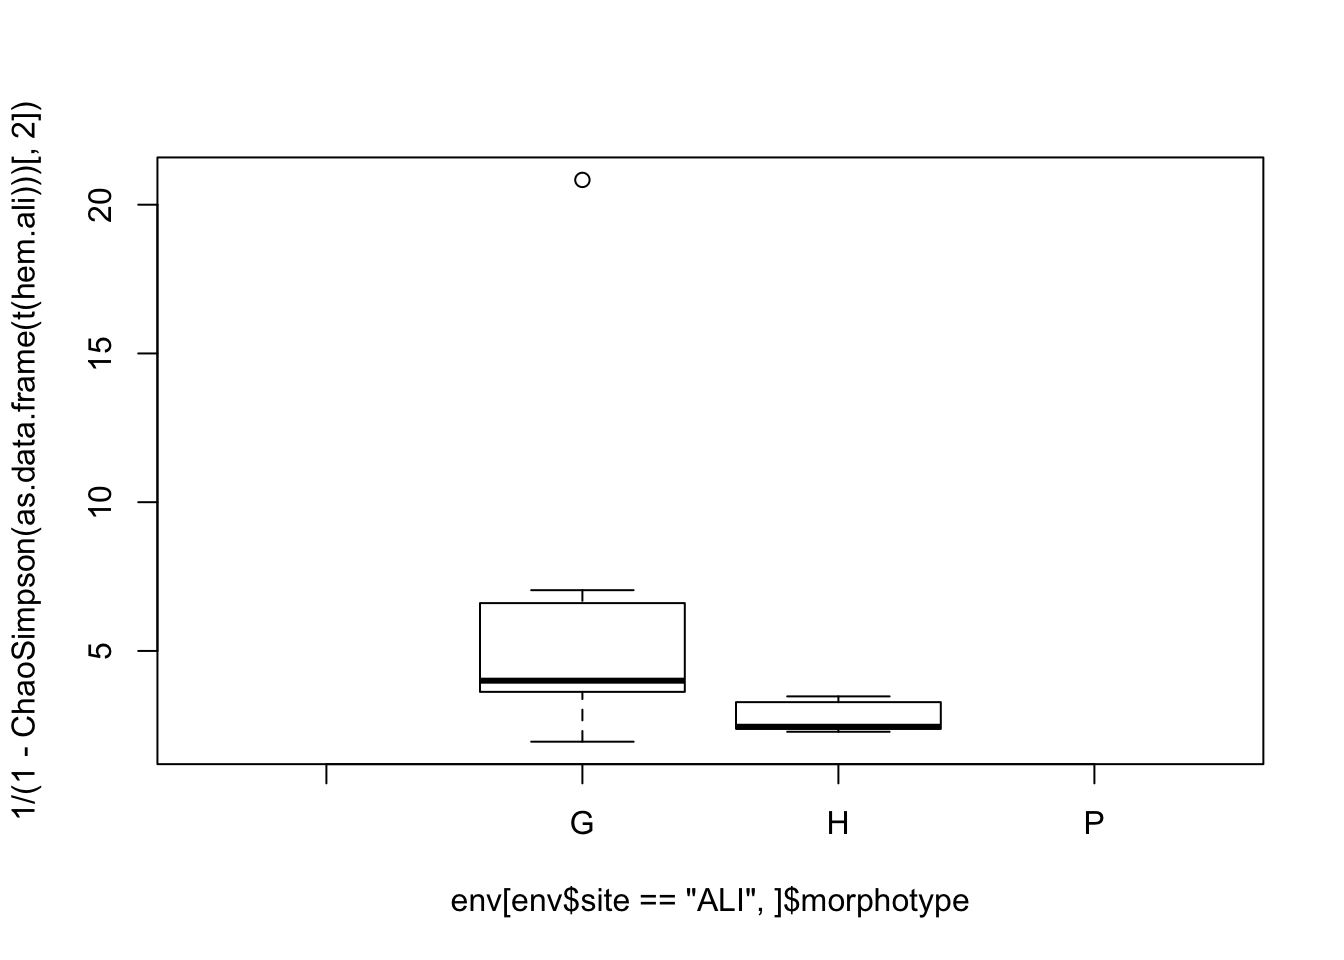 1/(1 - ChaoSimpson(as.data.frame(t(hem.ali)))[, 2])
20
15
10
5
G H P
env[env$site == "ALI", ]$morphotype